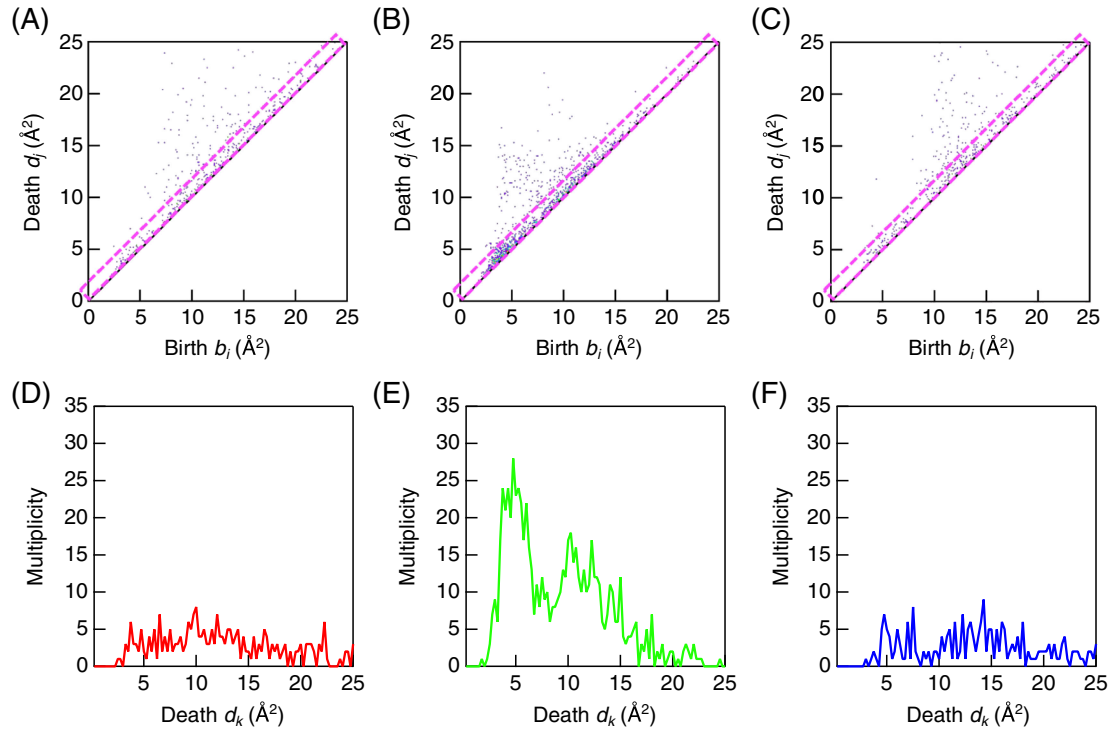 (A) (B) (C)
25 25 25
20 20 20
15 15 15
10 10 10
5 5 5
0 0 0
Death dⱼ (Å²) Death dⱼ (Å²) Death dⱼ (Å²)
0 5 10 15 20 25 0 5 10 15 20 25 0 5 10 15 20 25
Birth bᵢ (Å²) Birth bᵢ (Å²) Birth bᵢ (Å²)
(D) (E) (F)
35 35 35
30 30 30
25 25 25
20 20 20
15 15 15
10 10 10
5 5 5
0 0 0
Multiplicity Multiplicity Multiplicity
5 10 15 20 25 5 10 15 20 25 5 10 15 20 25
Death dₖ (Å²) Death dₖ (Å²) Death dₖ (Å²)